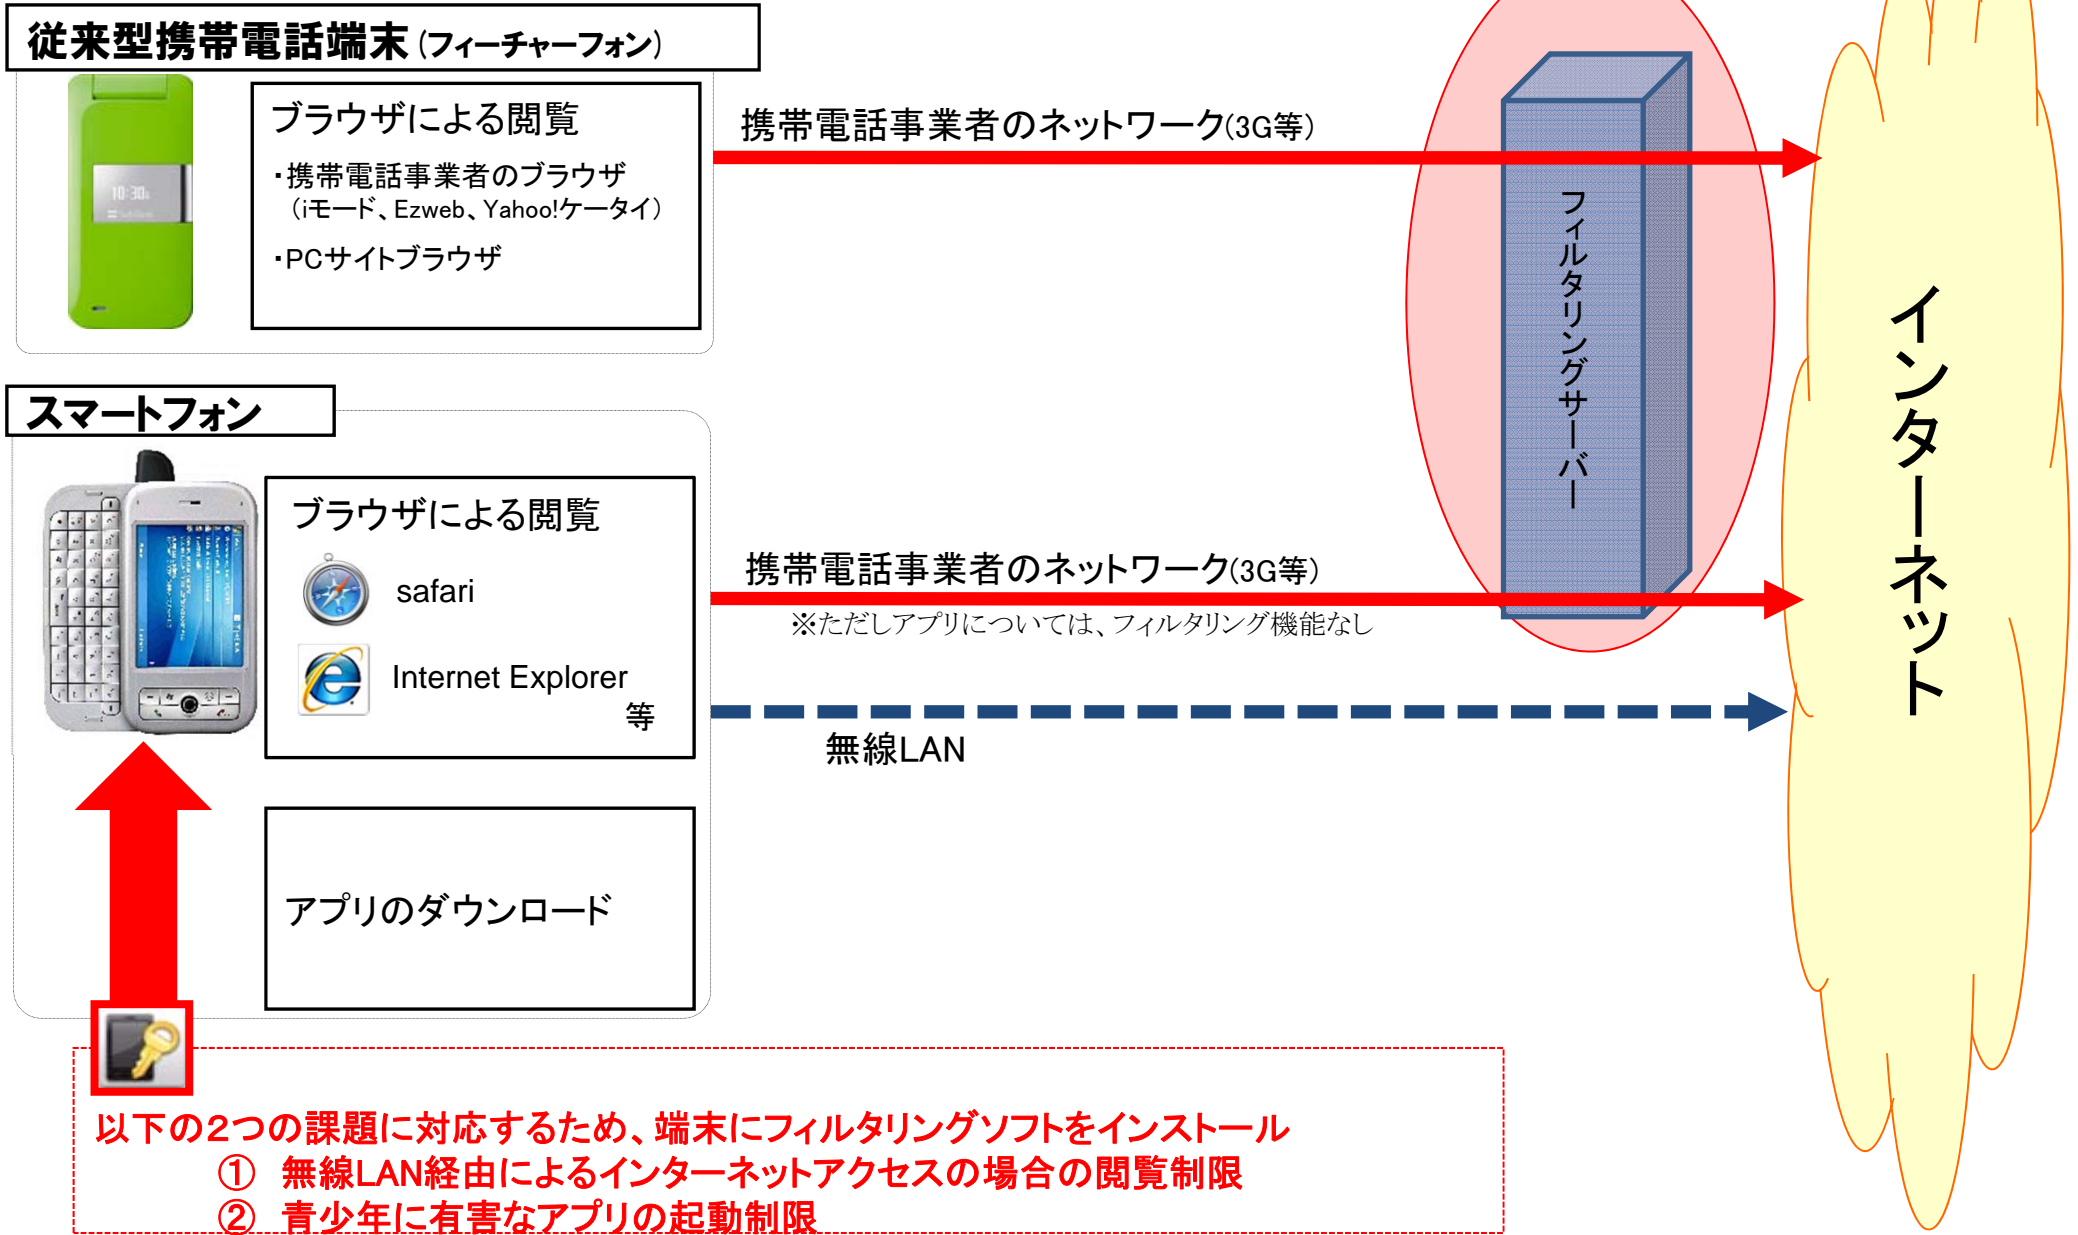 従来型携帯電話端末(フィーチャーフォン)
10:30
ブラウザによる閲覧
・携帯電話事業者のブラウザ
(iモード、Ezweb、Yahoo!ケータイ)
・PCサイトブラウザ
携帯電話事業者のネットワーク(3G等)
フィルタリングサーバー
インターネット
スマートフォン
ブラウザによる閲覧
safari
Internet Explorer
等
携帯電話事業者のネットワーク(3G等)
※ただしアプリについては、フィルタリング機能なし
無線LAN
アプリのダウンロード
以下の2つの課題に対応するため、端末にフィルタリングソフトをインストール
① 無線LAN経由によるインターネットアクセスの場合の閲覧制限
② 青少年に有害なアプリの起動制限